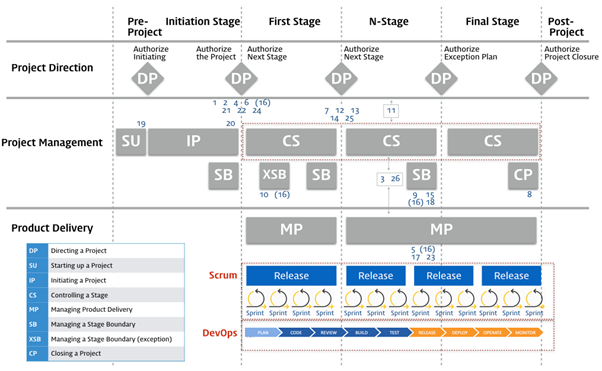 Pre-
Project
Initiation Stage
First Stage
N-Stage
Final Stage
Post-
Project
Project Direction
Authorize
Initiating
Authorize
the Project
Authorize
Next Stage
Authorize
Next Stage
Authorize
Exception Plan
Authorize
Project Closure
DP DP DP DP DP DP
1 2 4 6 (16)
21 22 24
7 12 13
14 25
11
19
20
Project Management
SU IP CS CS CS
SB XSB SB SB CP
10 (16)
3 26
9 15
(16) 18
8
Product Delivery
MP MP
5 (16)
17 23
DP Directing a Project
SU Starting up a Project
IP Initiating a Project
CS Controlling a Stage
MP Managing Product Delivery
SB Managing a Stage Boundary
XSB Managing a Stage Boundary (exception)
CP Closing a Project
Scrum
Release Release Release Release
Sprint Sprint Sprint Sprint Sprint Sprint Sprint Sprint Sprint Sprint
DevOps
PLAN CODE REVIEW BUILD TEST RELEASE DEPLOY OPERATE MONITOR